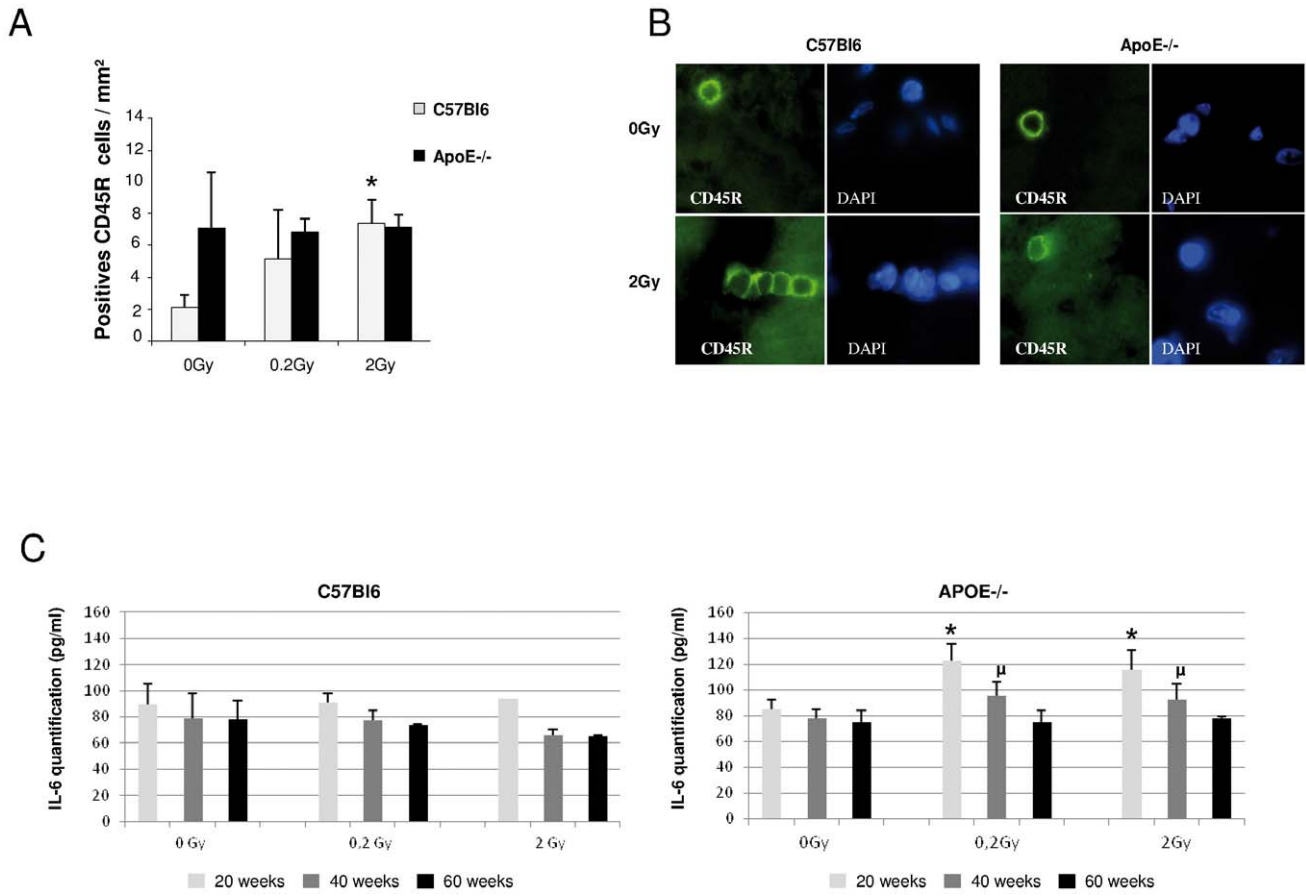 A
Positives CD45R cells / mm²
14
12
10
8
6
4
2
0
C57Bl6
ApoE-/-
*
0Gy 0.2Gy 2Gy
B
C57Bl6 ApoE-/-
0Gy
CD45R DAPI CD45R DAPI
2Gy
CD45R DAPI CD45R DAPI
C
C57Bl6
IL-6 quantification (pg/ml)
160
140
120
100
80
60
40
20
0
0 Gy 0,2 Gy 2 Gy
20 weeks 40 weeks 60 weeks
APOE-/-
IL-6 quantification (pg/ml)
160
140
120
100
80
60
40
20
0
* µ * µ
0Gy 0,2Gy 2Gy
20 weeks 40 weeks 60 weeks